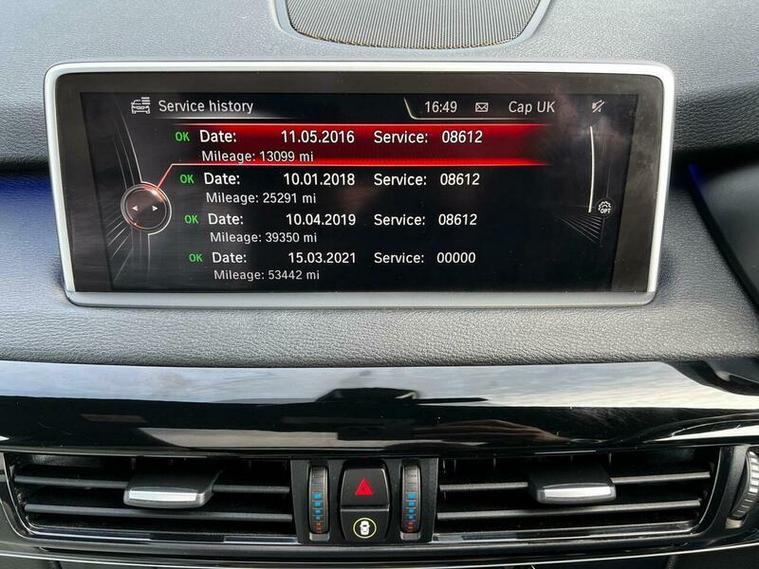 Service history 16:49 Cap UK
OK Date: 11.05.2016 Service: 08612
Mileage: 13099 mi
OK Date: 10.01.2018 Service: 08612
Mileage: 25291 mi
OK Date: 10.04.2019 Service: 08612
Mileage: 39350 mi
OK Date: 15.03.2021 Service: 00000
Mileage: 53442 mi
OPT